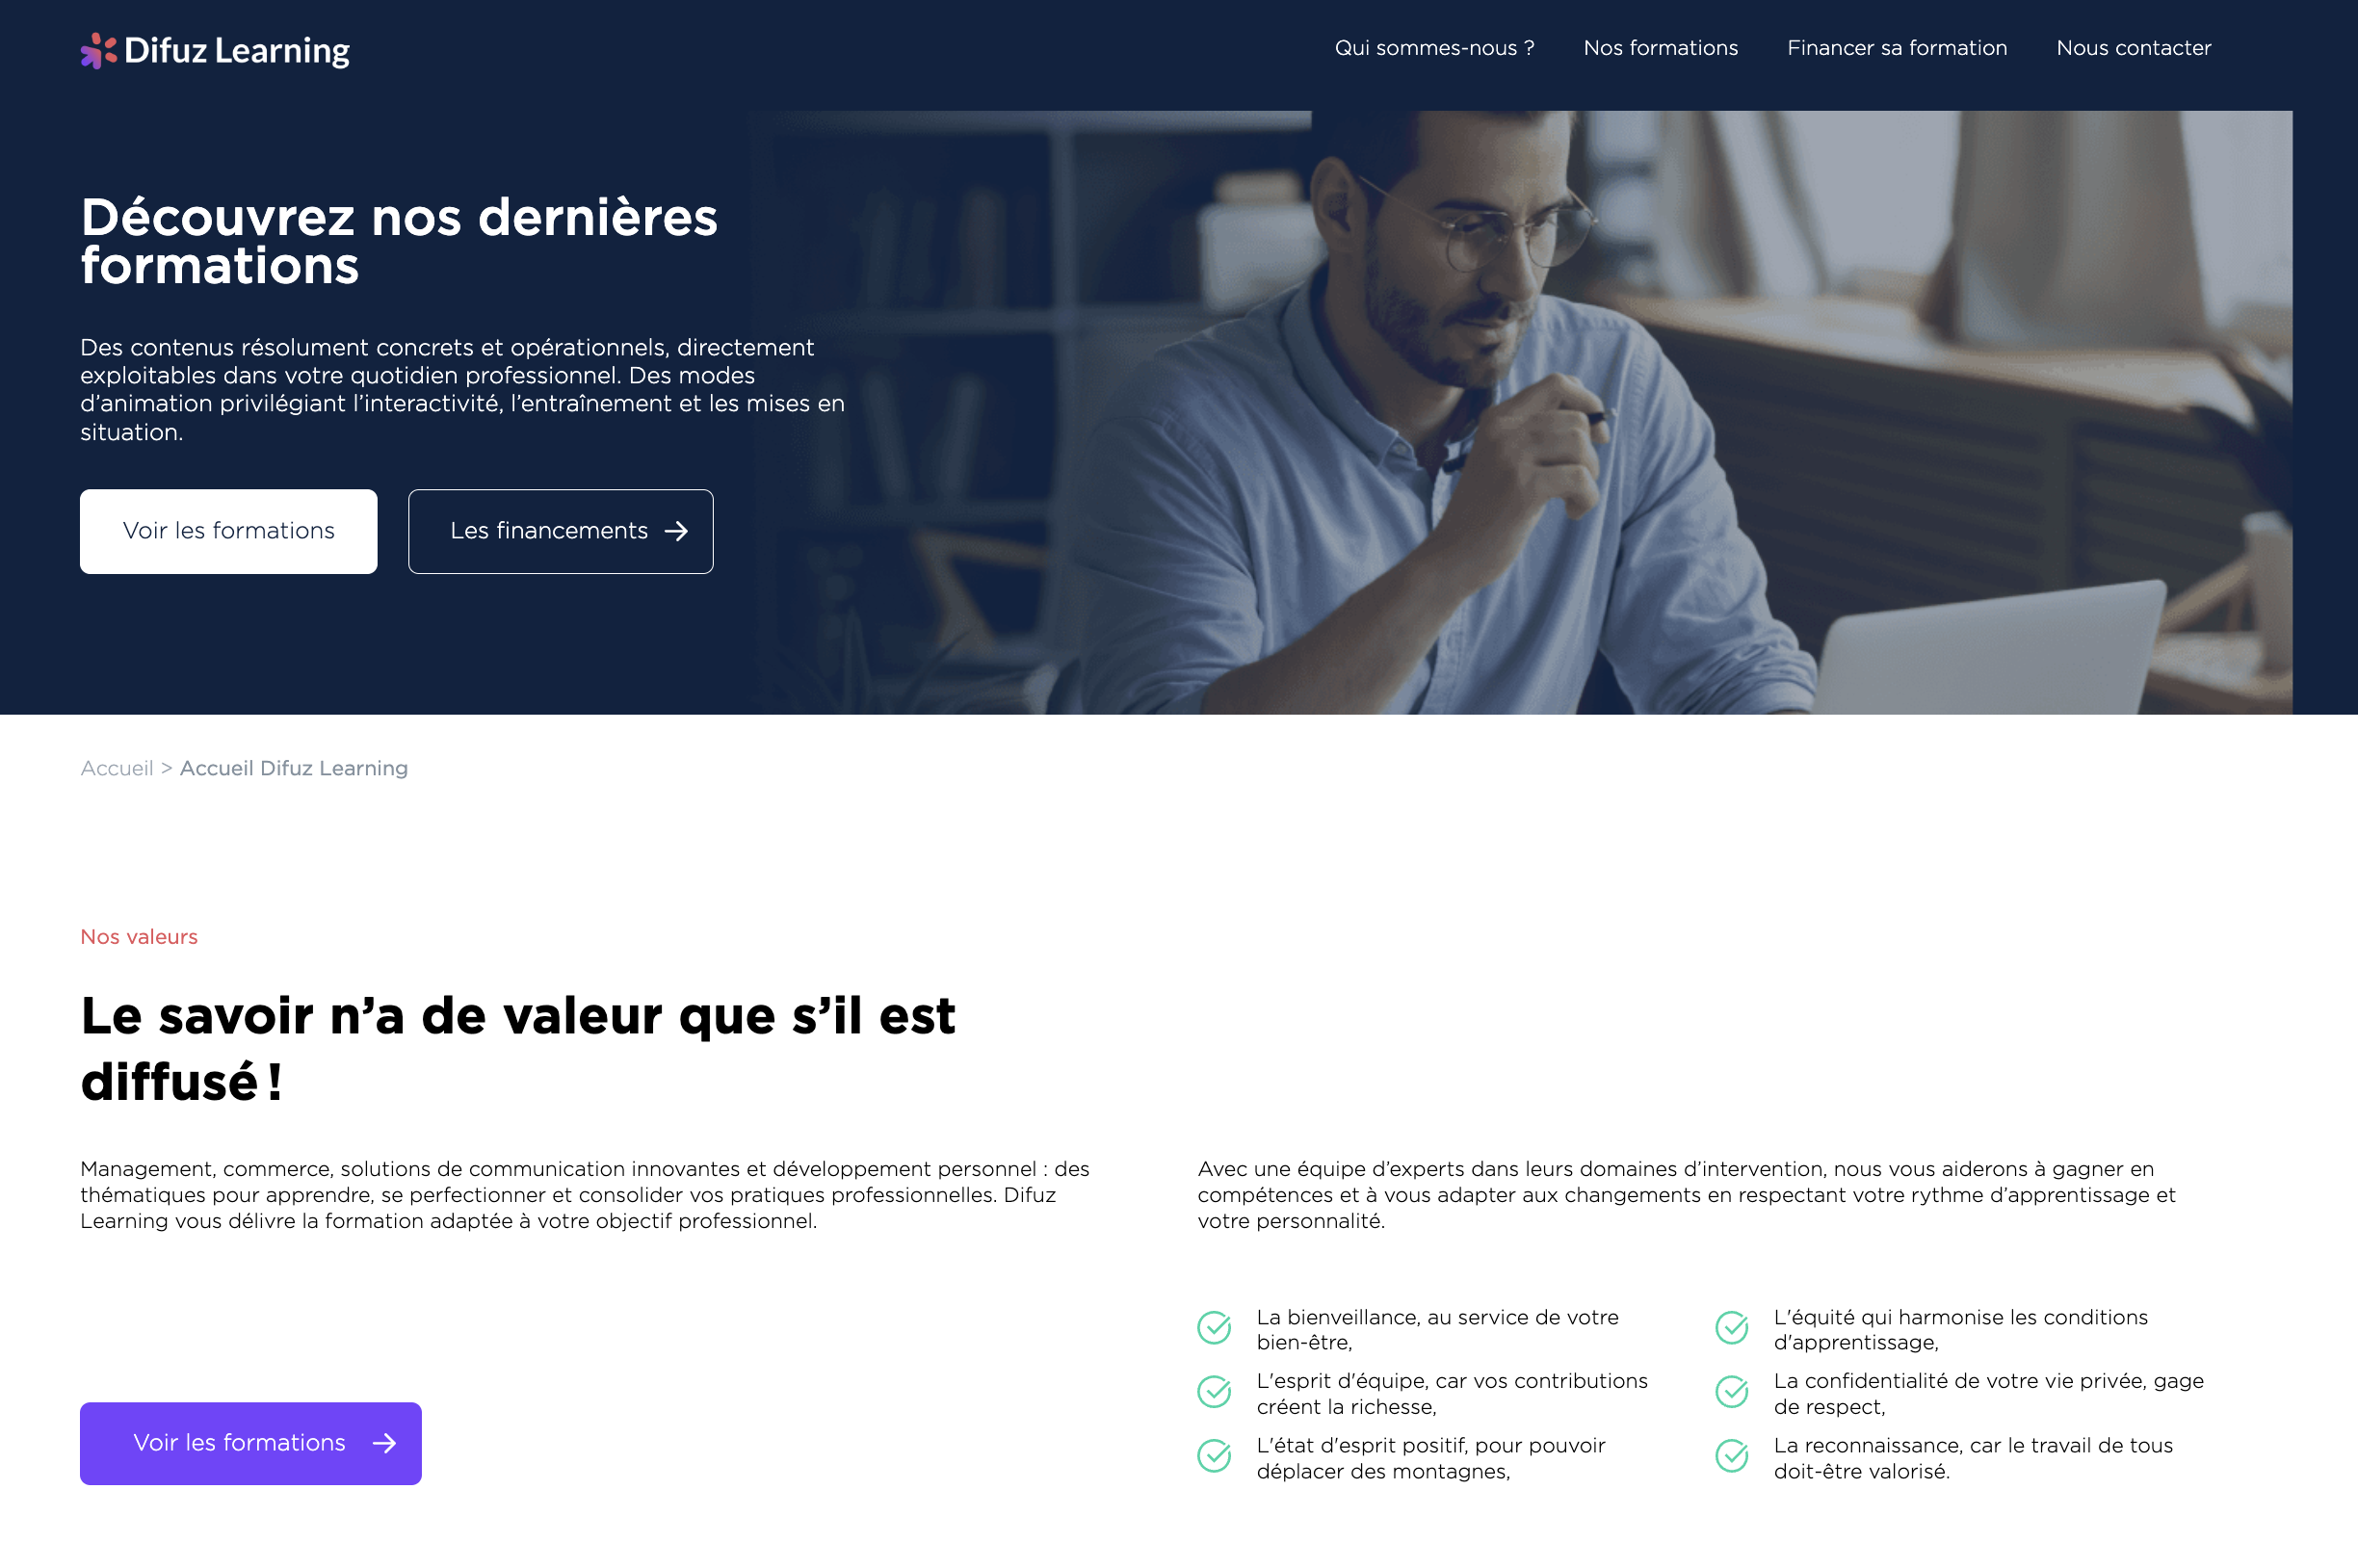 Difuz Learning
Qui sommes-nous ?
Nos formations
Financer sa formation
Nous contacter
Découvrez nos dernières
formations
Des contenus résolument concrets et opérationnels, directement
exploitables dans votre quotidien professionnel. Des modes
d’animation privilégiant l’interactivité, l’entraînement et les mises en
situation.
Voir les formations
Les financements
Accueil > Accueil Difuz Learning
Nos valeurs
Le savoir n’a de valeur que s’il est
diffusé !
Management, commerce, solutions de communication innovantes et développement personnel : des
thématiques pour apprendre, se perfectionner et consolider vos pratiques professionnelles. Difuz
Learning vous délivre la formation adaptée à votre objectif professionnel.
Voir les formations
Avec une équipe d’experts dans leurs domaines d’intervention, nous vous aiderons à gagner en
compétences et à vous adapter aux changements en respectant votre rythme d’apprentissage et
votre personnalité.
La bienveillance, au service de votre
bien-être,
L'esprit d'équipe, car vos contributions
créent la richesse,
L'état d'esprit positif, pour pouvoir
déplacer des montagnes,
L'équité qui harmonise les conditions
d'apprentissage,
La confidentialité de votre vie privée, gage
de respect,
La reconnaissance, car le travail de tous
doit-être valorisé.